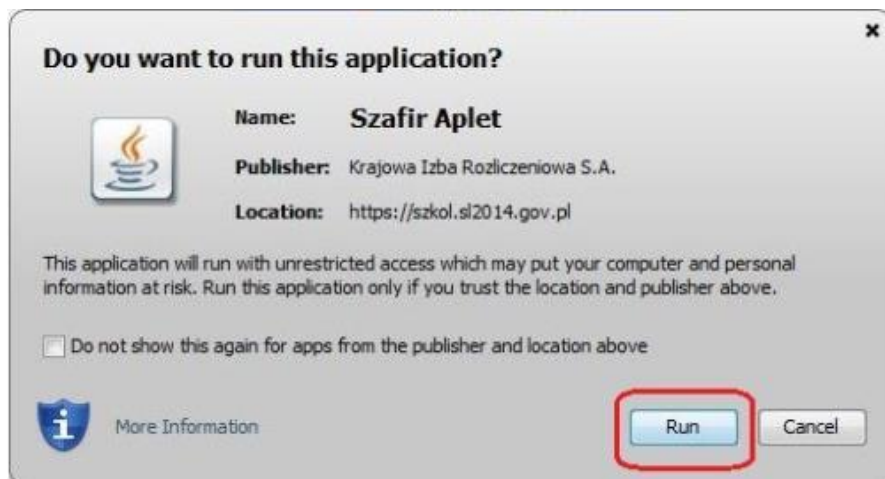 Do you want to run this application?
Name: Szafir Aplet
Publisher: Krajowa Izba Rozliczeniowa S.A.
Location: https://szkol.sl2014.gov.pl
This application will run with unrestricted access which may put your computer and personal
information at risk. Run this application only if you trust the location and publisher above.
Do not show this again for apps from the publisher and location above
More Information
Run
Cancel